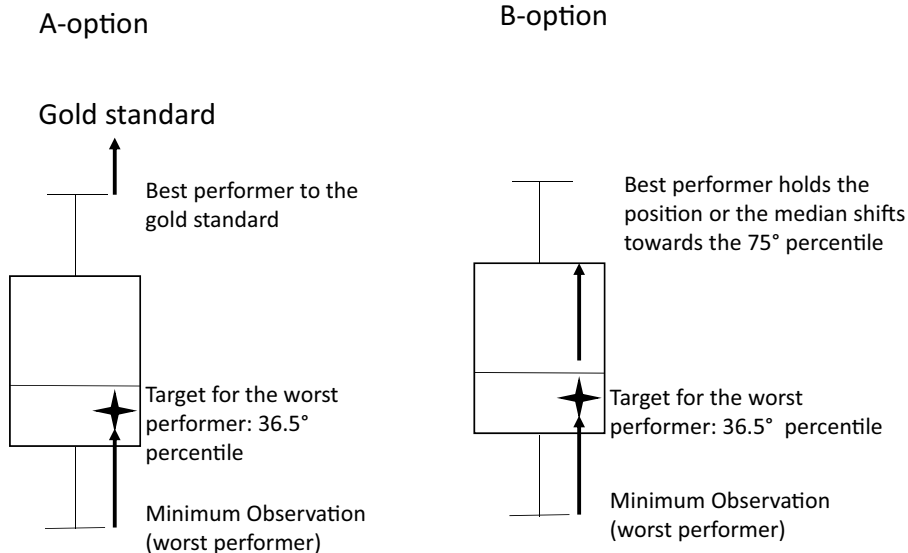 A-option
Gold standard
Best performer to the
gold standard
Target for the worst
performer: 36.5°
percentile
Minimum Observation
(worst performer)
B-option
Best performer holds the
position or the median shifts
towards the 75° percentile
Target for the worst
performer: 36.5° percentile
Minimum Observation
(worst performer)